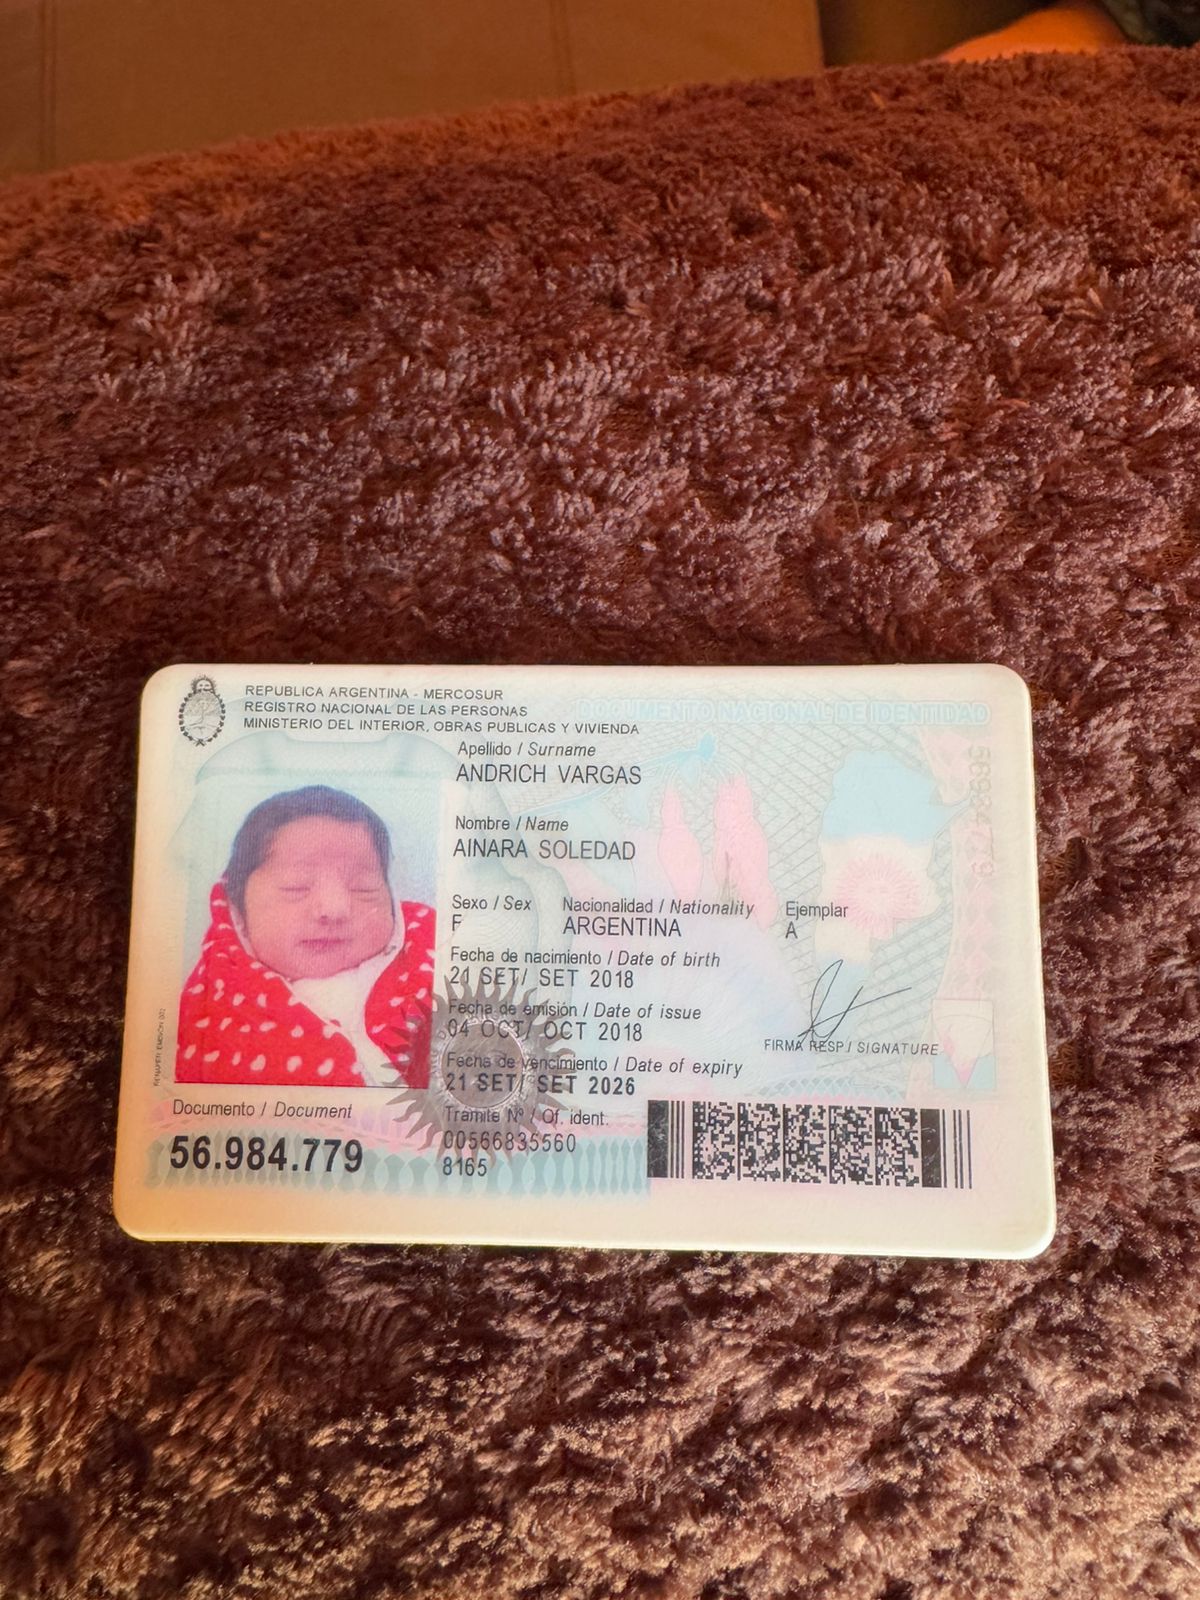 REPUBLICA ARGENTINA - MERCOSUR
REGISTRO NACIONAL DE LAS PERSONAS
MINISTERIO DEL INTERIOR, OBRAS PUBLICAS Y VIVIENDA
DOCUMENTO NACIONAL DE IDENTIDAD
Apellido / Surname
ANDRICH VARGAS
Nombre / Name
AINARA SOLEDAD
Sexo / Sex Nacionalidad / Nationality Ejemplar
F ARGENTINA A
Fecha de nacimiento / Date of birth
21 SET/ SET 2018
Fecha de emisión / Date of issue
04 OCT/ OCT 2018
FIRMA RESP / SIGNATURE
Fecha de vencimiento / Date of expiry
21 SET/ SET 2026
Documento / Document
56.984.779
Tramite Nº / Of. ident.
00566835560
8165